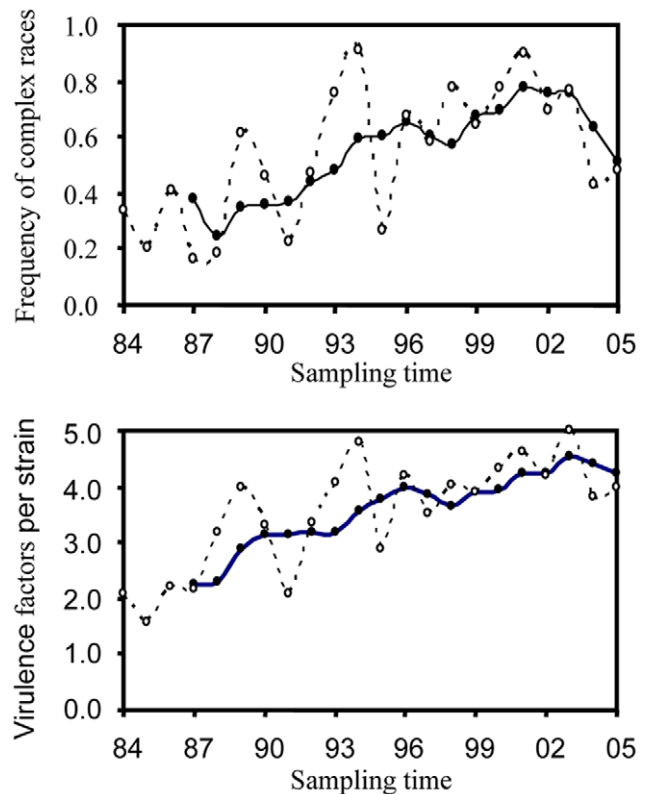 Frequency of complex races
1.0
0.8
0.6
0.4
0.2
0.0
84 87 90 93 96 99 02 05
Sampling time
Virulence factors per strain
5.0
4.0
3.0
2.0
1.0
0.0
84 87 90 93 96 99 02 05
Sampling time